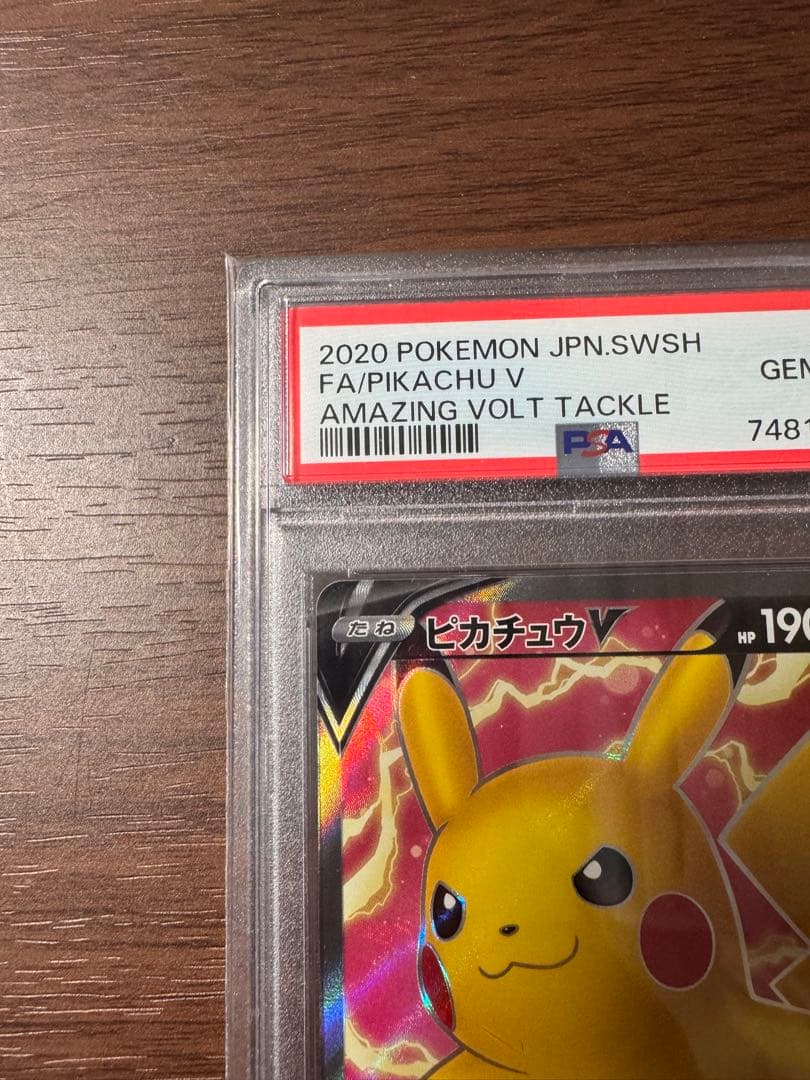 2020 POKEMON JPN.SWSH
FA/PIKACHU V
GEM
AMAZING VOLT TACKLE
7481
PSA
たね ピカチュウV HP 190